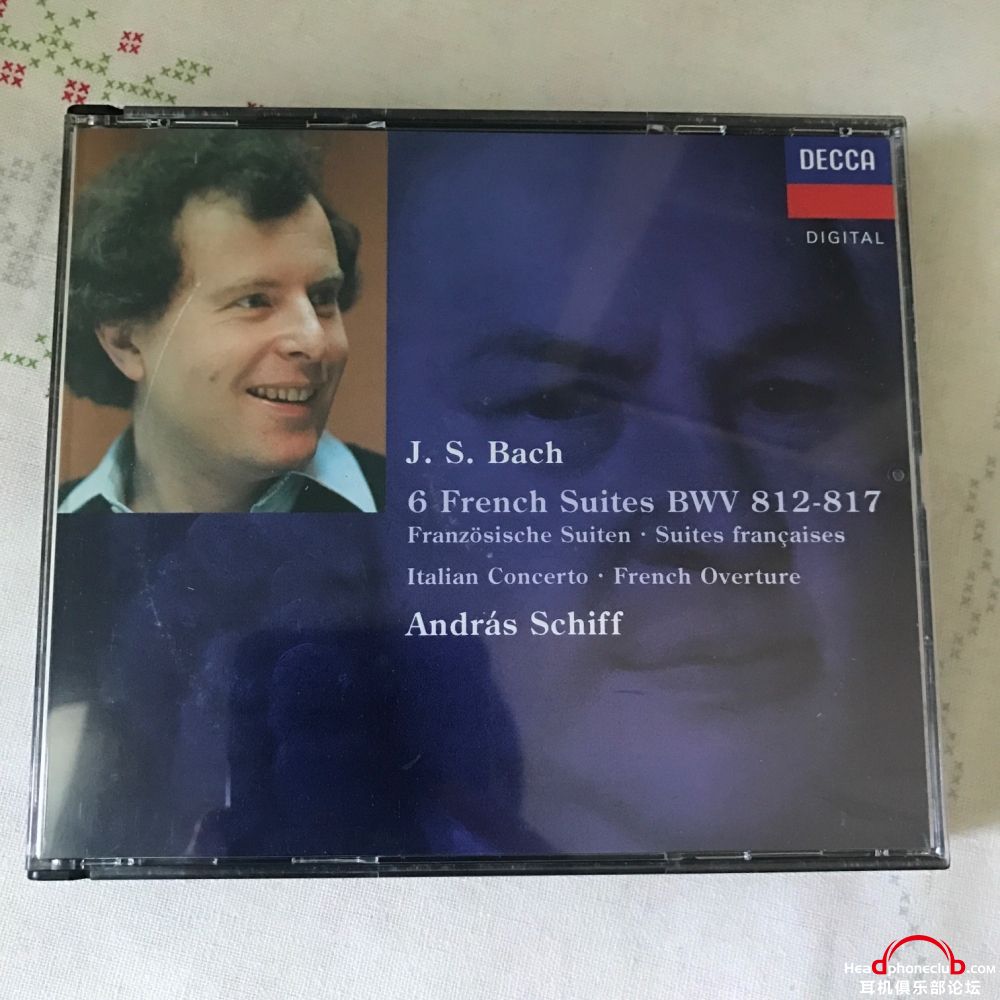 DECCA
DIGITAL
J. S. Bach
6 French Suites BWV 812-817
Französische Suiten · Suites françaises
Italian Concerto · French Overture
András Schiff
Headphoneclub.com
耳机俱乐部论坛